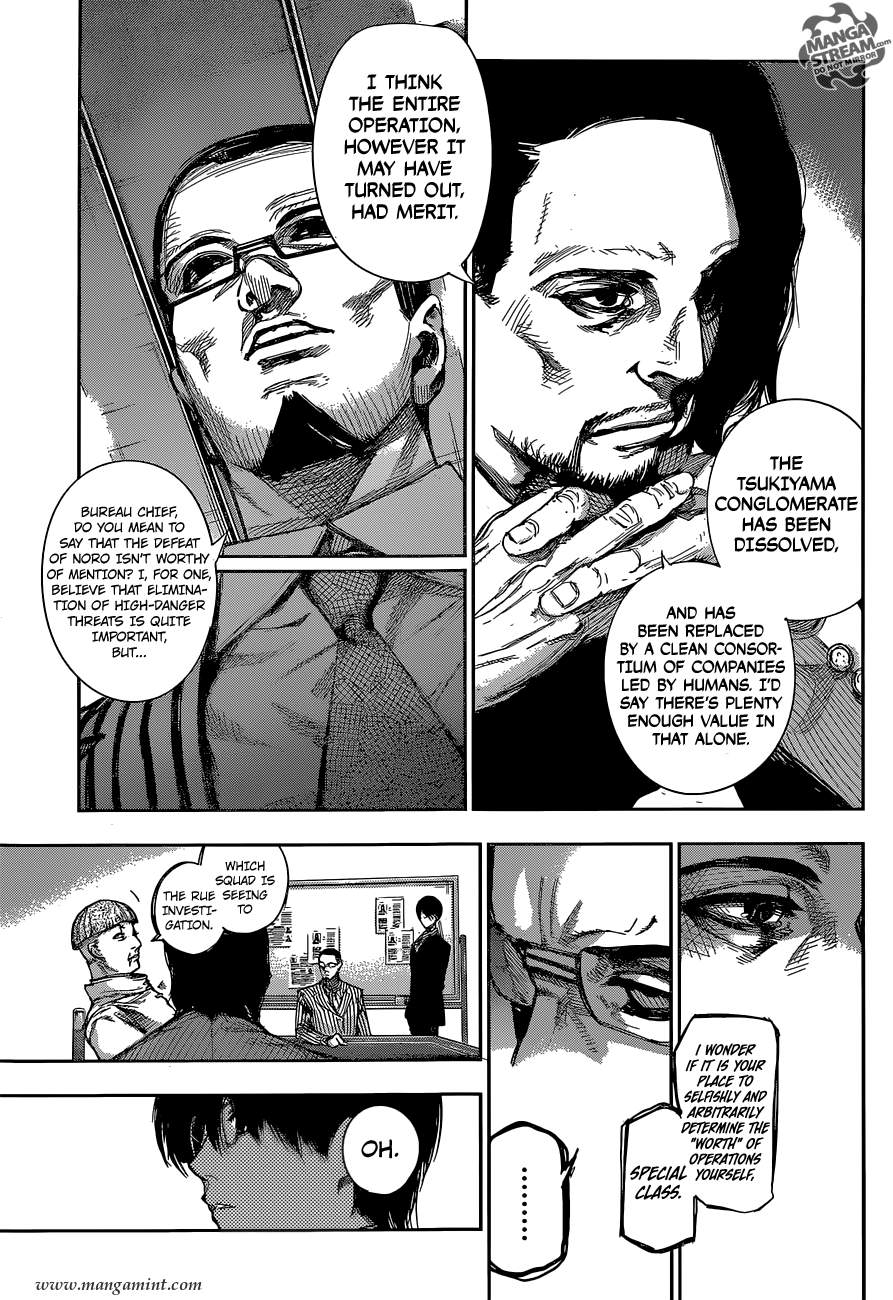 MANGA
STREAM.com
DO NOT MIRROR
I THINK
THE ENTIRE
OPERATION,
HOWEVER IT
MAY HAVE
TURNED OUT,
HAD MERIT.
THE
TSUKIYAMA
CONGLOMERATE
HAS BEEN
DISSOLVED,
AND HAS
BEEN REPLACED
BY A CLEAN CONSOR-
TIUM OF COMPANIES
LED BY HUMANS. I'D
SAY THERE'S PLENTY
ENOUGH VALUE IN
THAT ALONE.
BUREAU CHIEF,
DO YOU MEAN TO
SAY THAT THE DEFEAT
OF NORO ISN'T WORTHY
OF MENTION? I, FOR ONE,
BELIEVE THAT ELIMINA-
TION OF HIGH-DANGER
THREATS IS QUITE
IMPORTANT,
BUT...
I WONDER
IF IT IS YOUR
PLACE TO
SELFISHLY AND
ARBITRARILY
DETERMINE THE
"WORTH" OF
OPERATIONS
YOURSELF,
SPECIAL
CLASS.
........
WHICH
SQUAD IS
SEEING
TO
THE RUE
INVESTI-
GATION.
OH.
www.mangamint.com